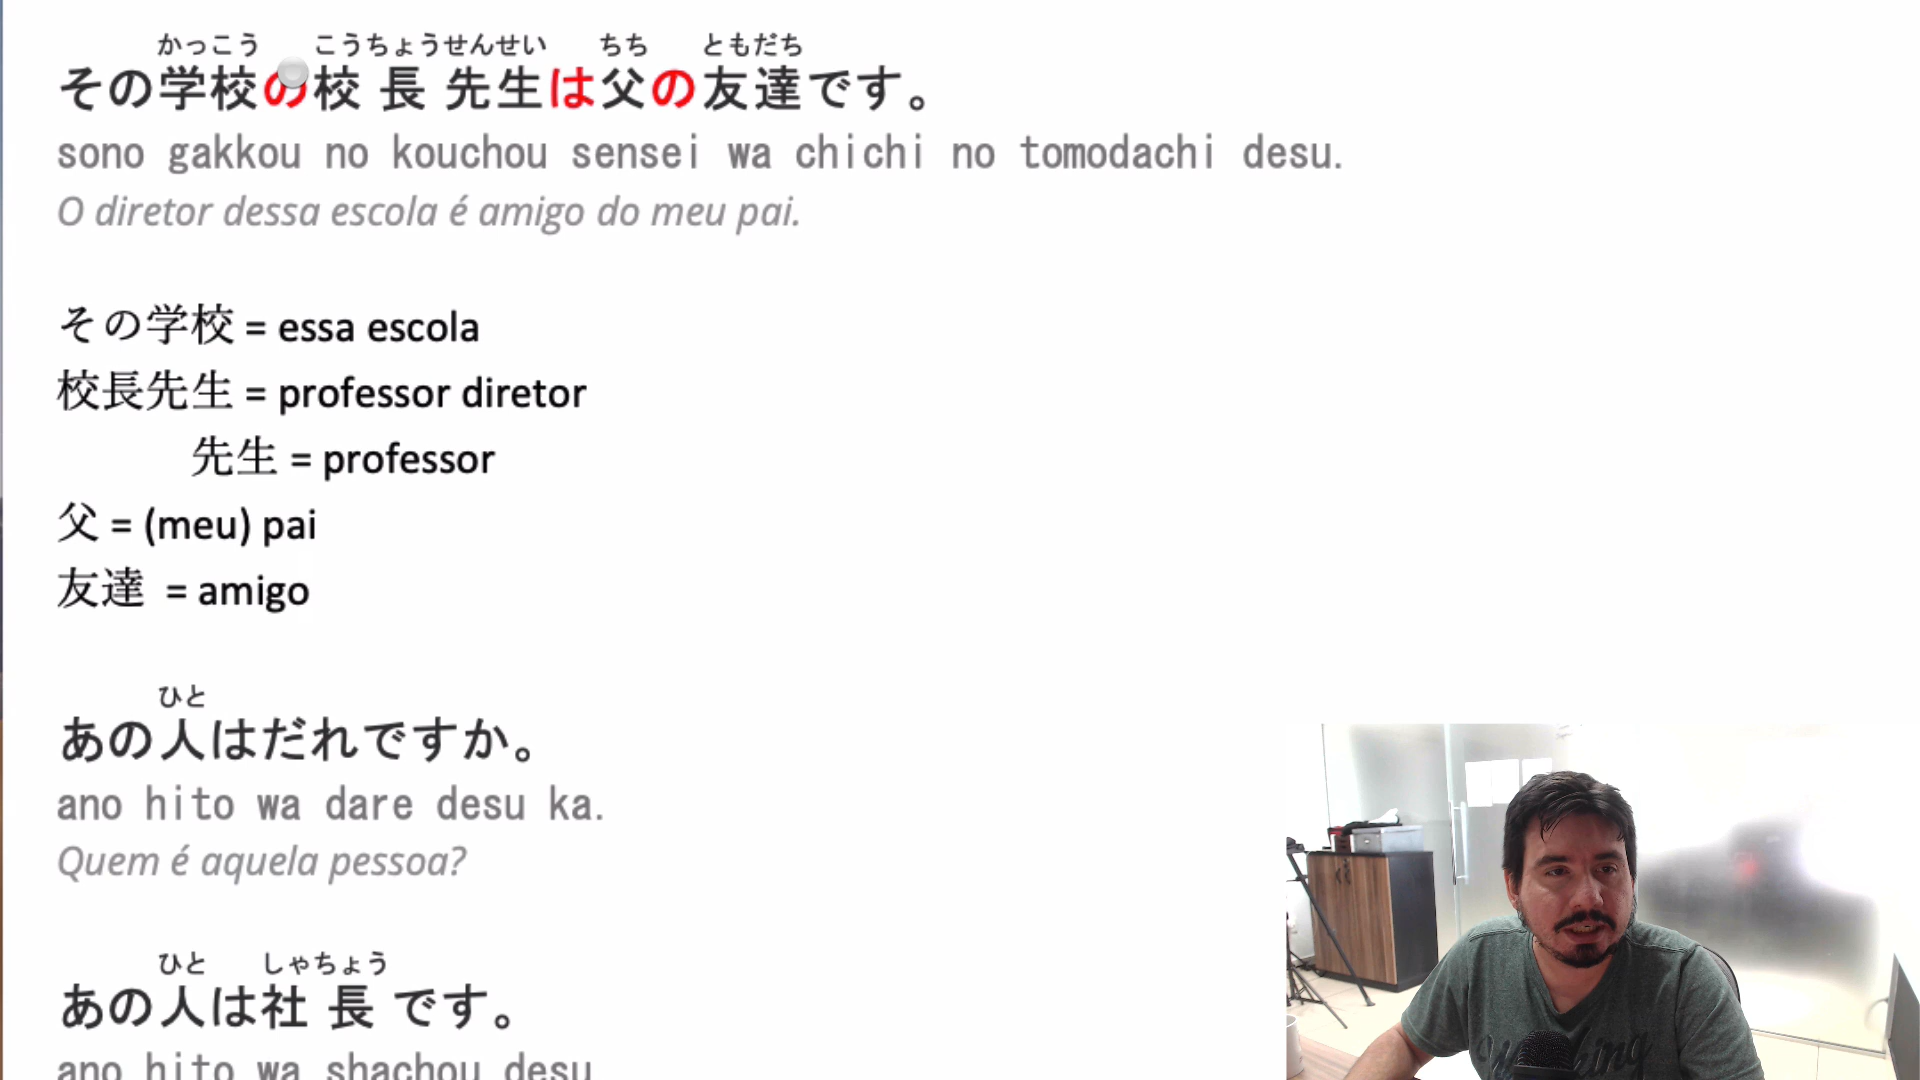 かっこう こうちょうせんせい ちち ともだち
その学校の校長先生は父の友達です。
sono gakkou no kouchou sensei wa chichi no tomodachi desu.
O diretor dessa escola é amigo do meu pai.
その学校 = essa escola
校長先生 = professor diretor
先生 = professor
父 = (meu) pai
友達 = amigo
ひと
あの人はだれですか。
ano hito wa dare desu ka.
Quem é aquela pessoa?
ひと しゃちょう
あの人は社長です。
ano hito wa shachou desu